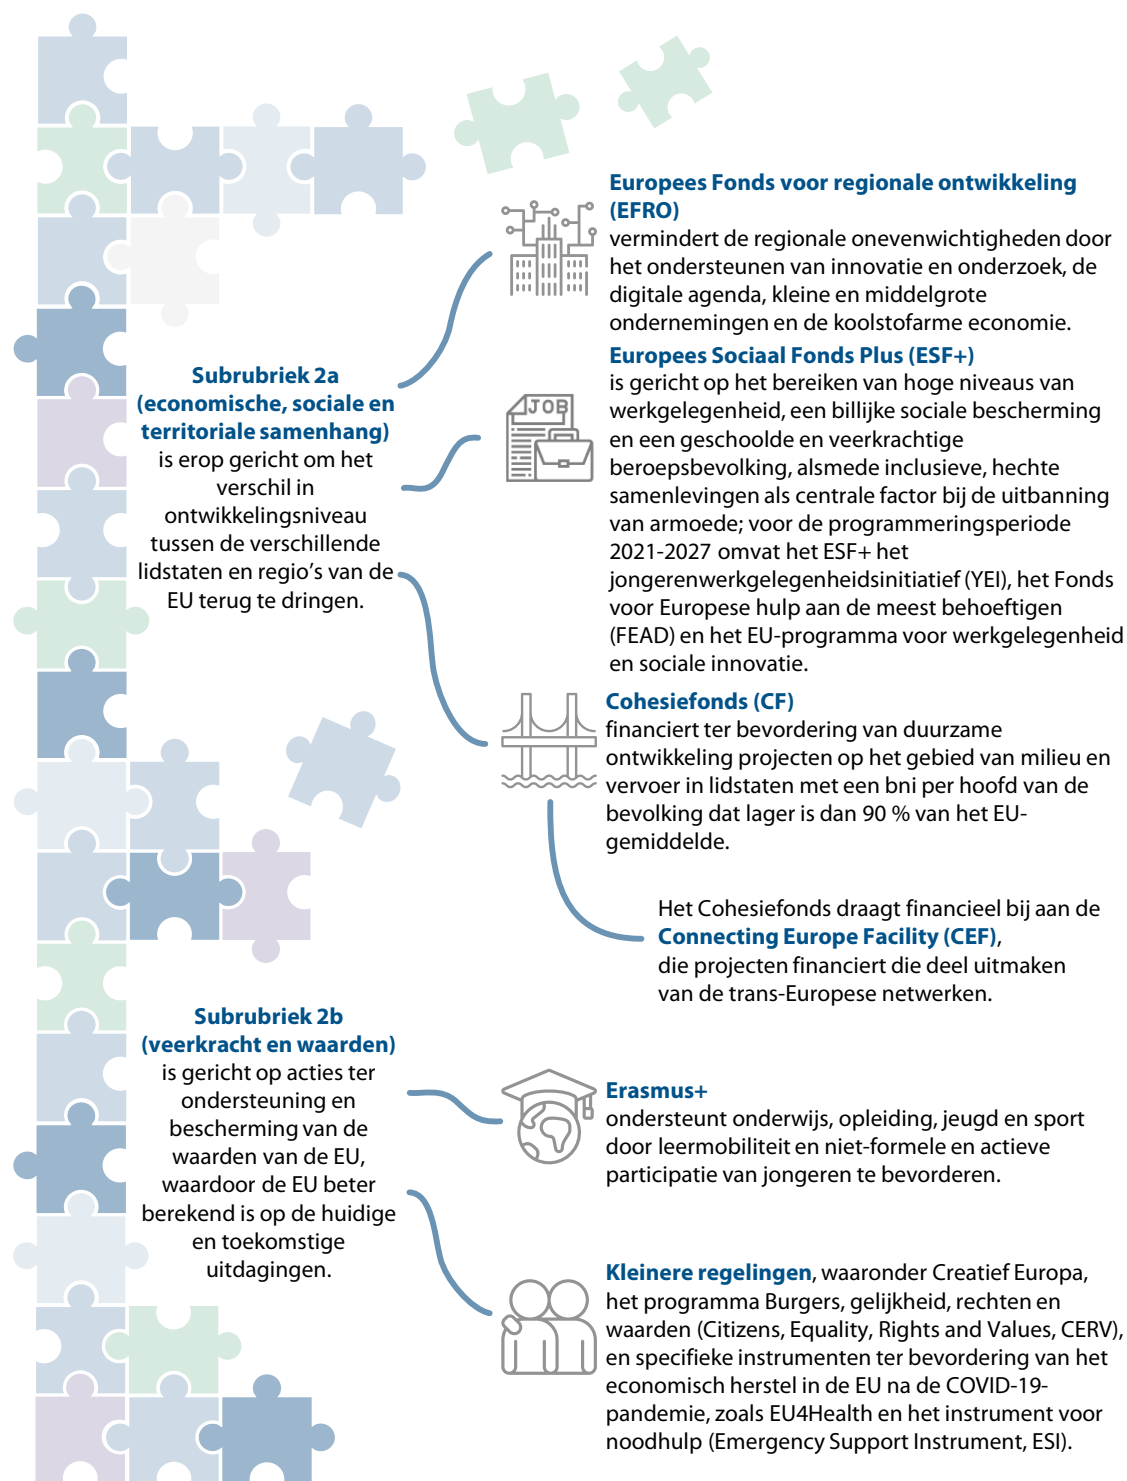 Europees Fonds voor regionale ontwikkeling
(EFRO)
vermindert de regionale onevenwichtigheden door
het ondersteunen van innovatie en onderzoek, de
digitale agenda, kleine en middelgrote
ondernemingen en de koolstofarme economie.
Subrubriek 2a
(economische, sociale en
territoriale samenhang)
is erop gericht om het
verschil in
ontwikkelingsniveau
tussen de verschillende
lidstaten en regio's van de
EU terug te dringen.
JOB
Europees Sociaal Fonds Plus (ESF+)
is gericht op het bereiken van hoge niveaus van
werkgelegenheid, een billijke sociale bescherming
en een geschoolde en veerkrachtige
beroepsbevolking, alsmede inclusieve, hechte
samenlevingen als centrale factor bij de uitbanning
van armoede; voor de programmeringsperiode
2021-2027 omvat het ESF+ het
jongerenwerkgelegenheidsinitiatief (YEI), het Fonds
voor Europese hulp aan de meest behoeftigen
(FEAD) en het EU-programma voor werkgelegenheid
en sociale innovatie.
Cohesiefonds (CF)
financiert ter bevordering van duurzame
ontwikkeling projecten op het gebied van milieu en
vervoer in lidstaten met een bni per hoofd van de
bevolking dat lager is dan 90 % van het EU-
gemiddelde.
Het Cohesiefonds draagt financieel bij aan de
Connecting Europe Facility (CEF),
die projecten financiert die deel uitmaken
van de trans-Europese netwerken.
Subrubriek 2b
(veerkracht en waarden)
is gericht op acties ter
ondersteuning en
bescherming van de
waarden van de EU,
waardoor de EU beter
berekend is op de huidige
en toekomstige
uitdagingen.
Erasmus+
ondersteunt onderwijs, opleiding, jeugd en sport
door leermobiliteit en niet-formele en actieve
participatie van jongeren te bevorderen.
Kleinere regelingen, waaronder Creatief Europa,
het programma Burgers, gelijkheid, rechten en
waarden (Citizens, Equality, Rights and Values, CERV),
en specifieke instrumenten ter bevordering van het
economisch herstel in de EU na de COVID-19-
pandemie, zoals EU4Health en het instrument voor
noodhulp (Emergency Support Instrument, ESI).